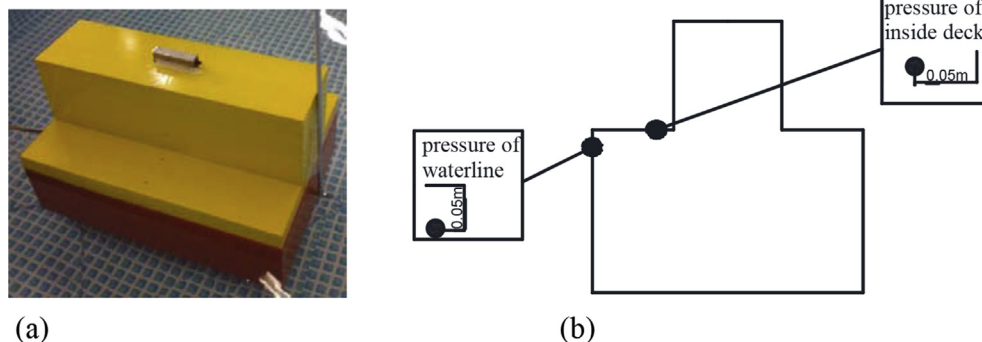 pressure of
inside deck
0.05m
pressure of
waterline
0.05m
(a)
(b)